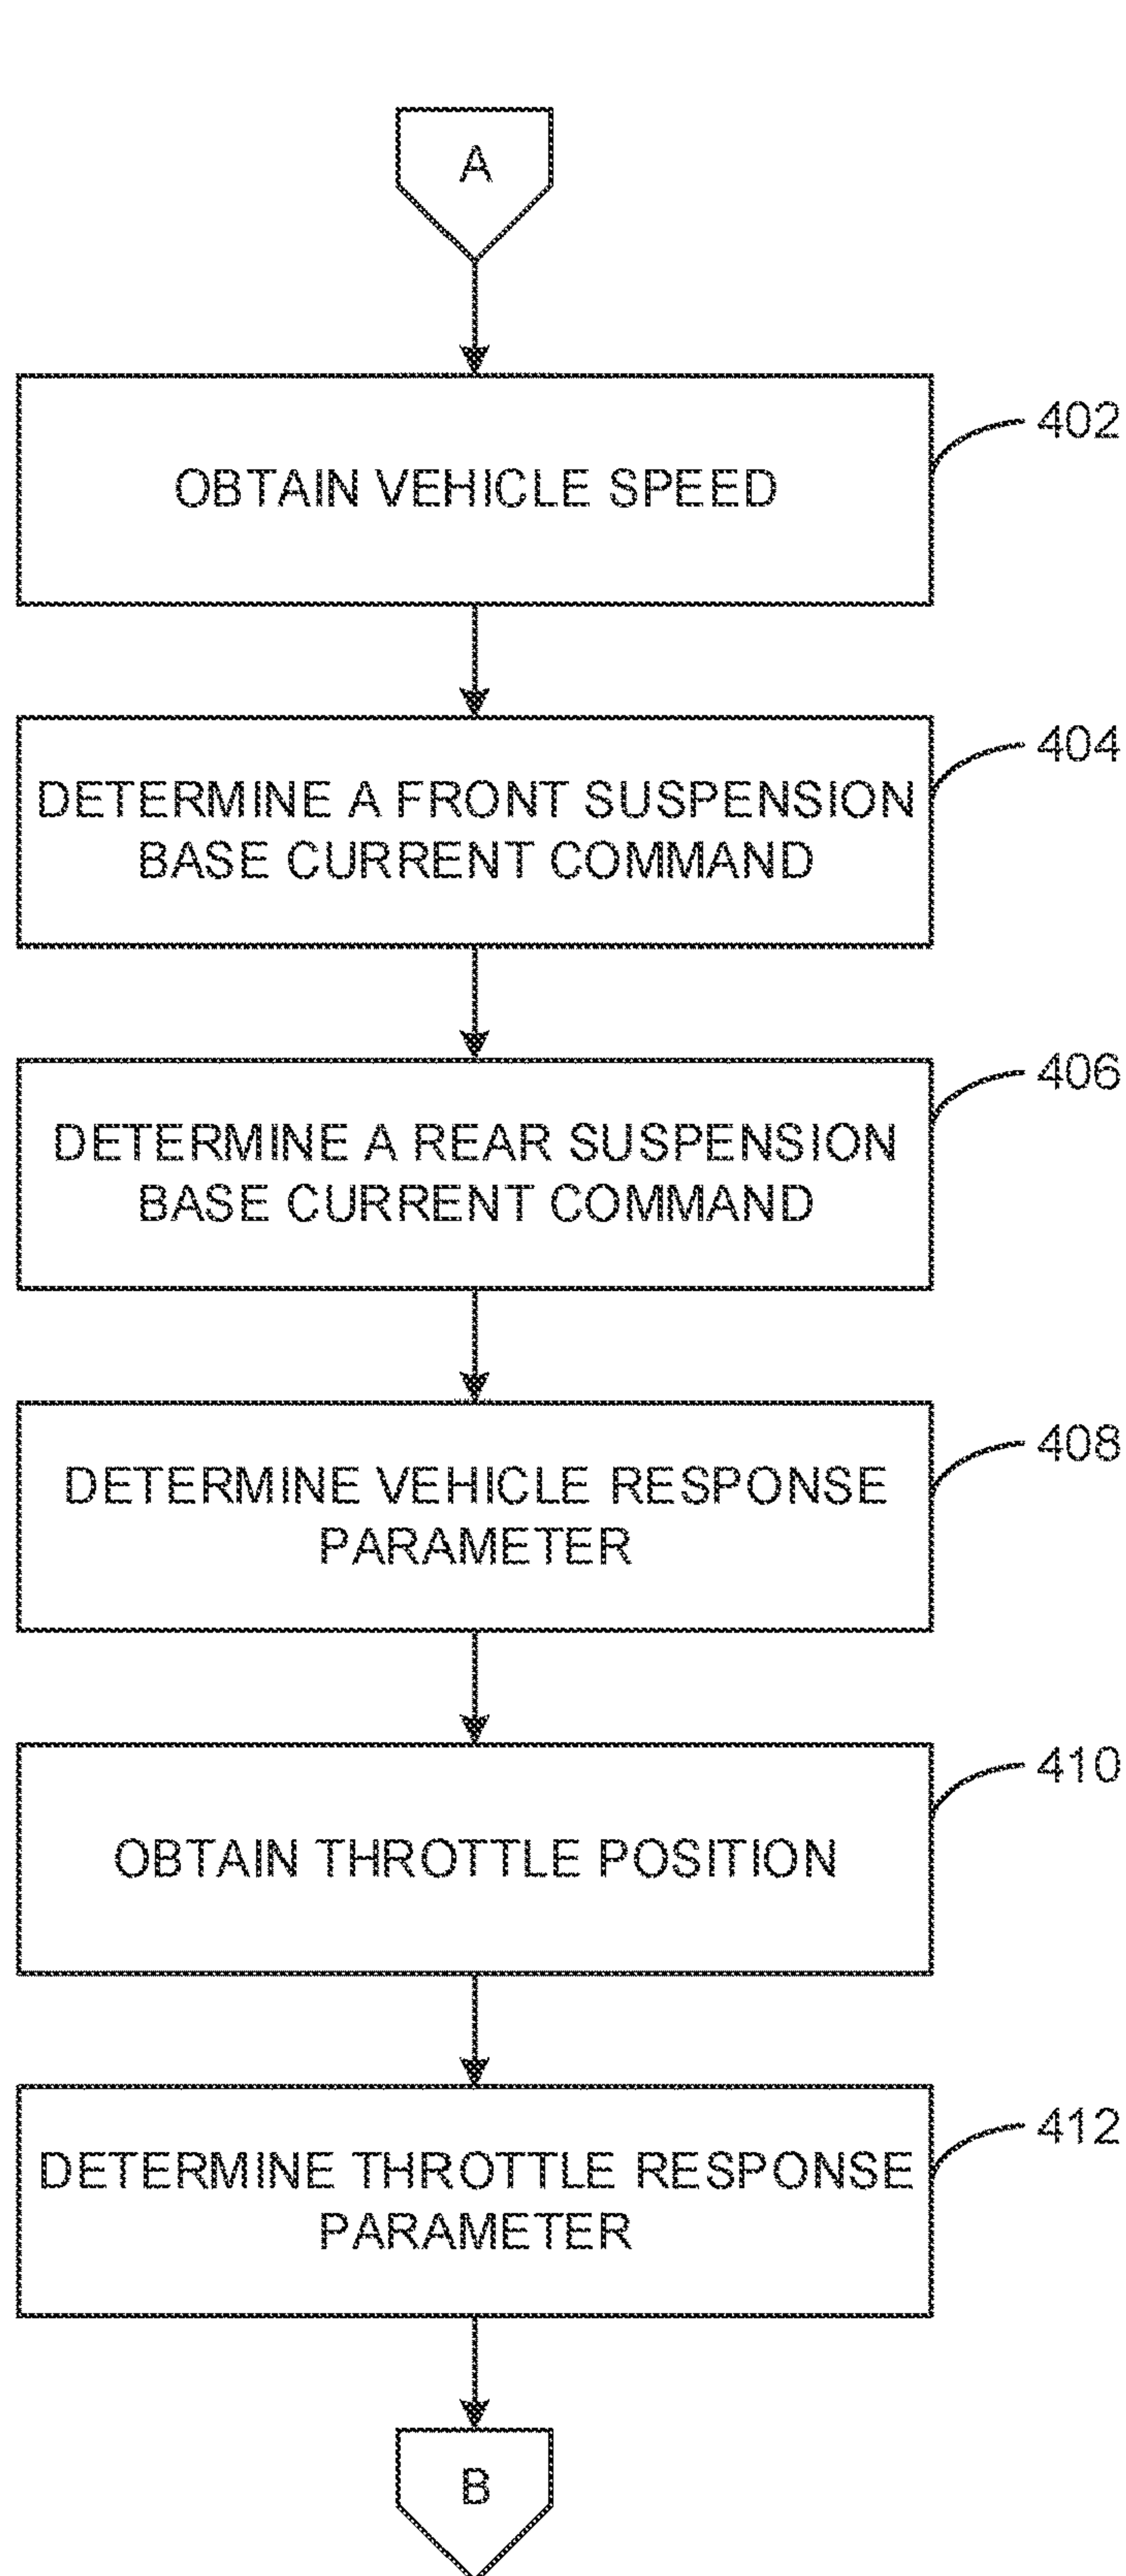 A
OBTAIN VEHICLE SPEED
402
DETERMINE A FRONT SUSPENSION
BASE CURRENT COMMAND
404
DETERMINE A REAR SUSPENSION
BASE CURRENT COMMAND
406
DETERMINE VEHICLE RESPONSE
PARAMETER
408
OBTAIN THROTTLE POSITION
410
DETERMINE THROTTLE RESPONSE
PARAMETER
412
B